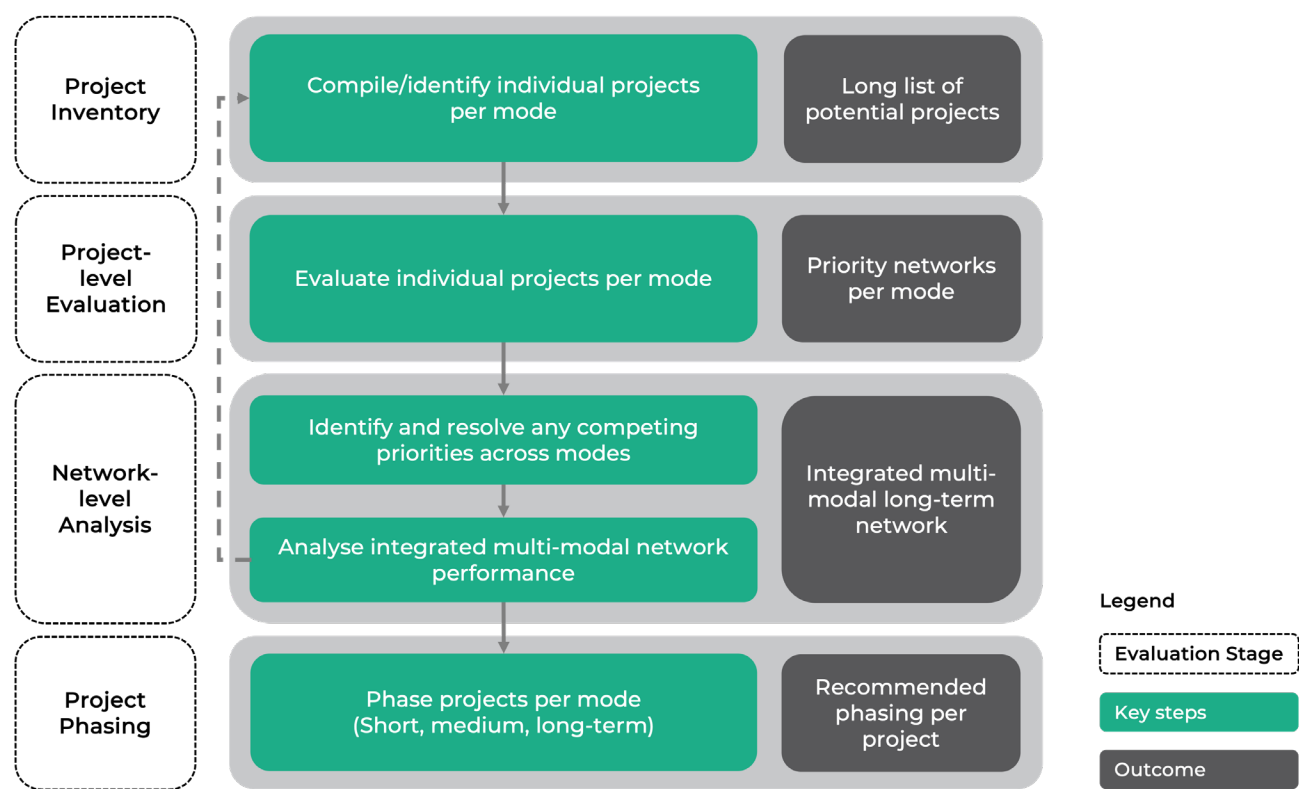 Project
Inventory
Compile/identify individual projects
per mode
Long list of
potential projects
Project-
level
Evaluation
Evaluate individual projects per mode
Priority networks
per mode
Network-
level
Analysis
Identify and resolve any competing
priorities across modes
Analyse integrated multi-modal network
performance
Integrated multi-
modal long-term
network
Project
Phasing
Phase projects per mode
(Short, medium, long-term)
Recommended
phasing per
project
Legend
Evaluation Stage
Key steps
Outcome